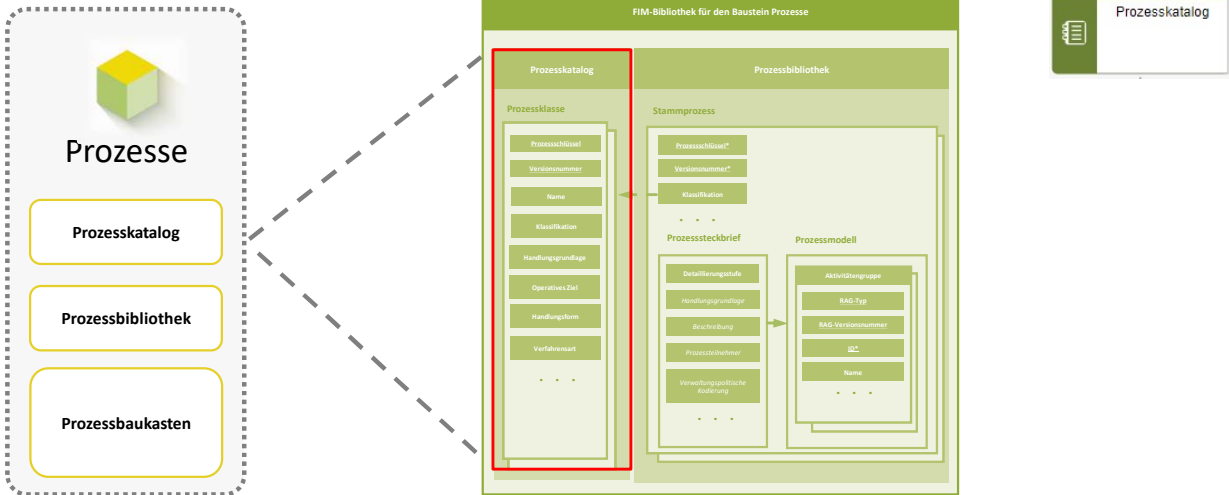 Prozesse
Prozesskatalog
Prozessbibliothek
Prozessbaukasten
FIM-Bibliothek für den Baustein Prozesse
Prozesskatalog
Prozessklasse
Prozessschlüssel
Versionsnummer
Name
Klassifikation
Handlungsgrundlage
Operatives Ziel
Handlungsform
Verfahrensart
. . .
Prozessbibliothek
Stammprozess
Prozessschlüssel*
Versionsnummer*
Klassifikation
. . .
Prozesssteckbrief
Detaillierungsstufe
Handlungsgrundlage
Beschreibung
Prozessteilnehmer
Verwaltungspolitische
Kodierung
. . .
Prozessmodell
Aktivitätengruppe
RAG-Typ
RAG-Versionsnummer
ID*
Name
. . .
Prozesskatalog